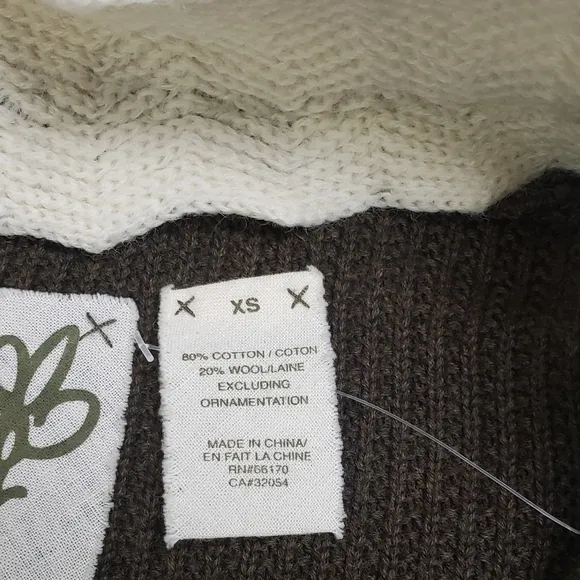 XS
80% COTTON / COTON
20% WOOL/LAINE
EXCLUDING
ORNAMENTATION
MADE IN CHINA/
EN FAIT LA CHINE
RN#66170
CA#32054